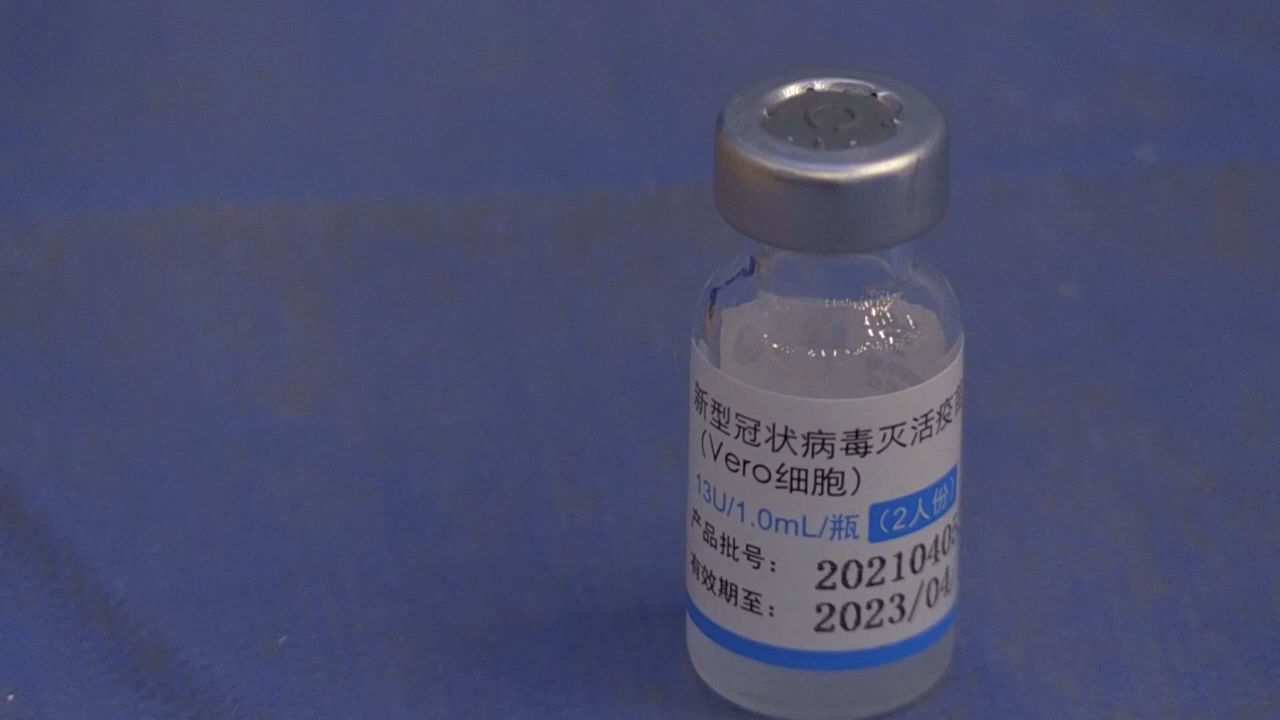 新型冠状病毒灭活疫苗
(Vero细胞)
13U/1.0mL/瓶 (2人份)
产品批号: 2021040
有效期至: 2023/04/